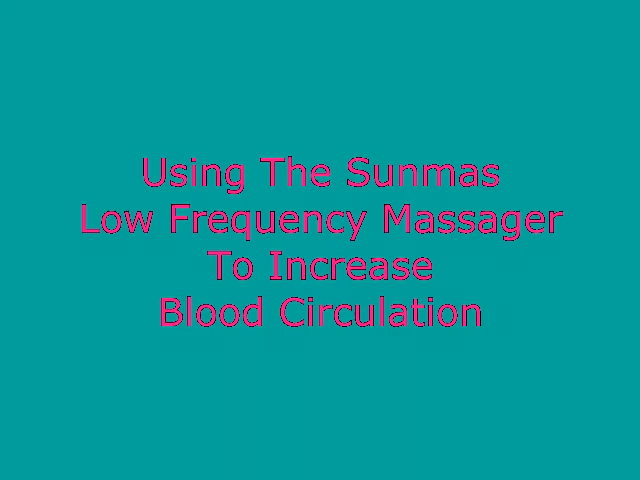 Using The Sunmas
Low Frequency Massager
To Increase
Blood Circulation